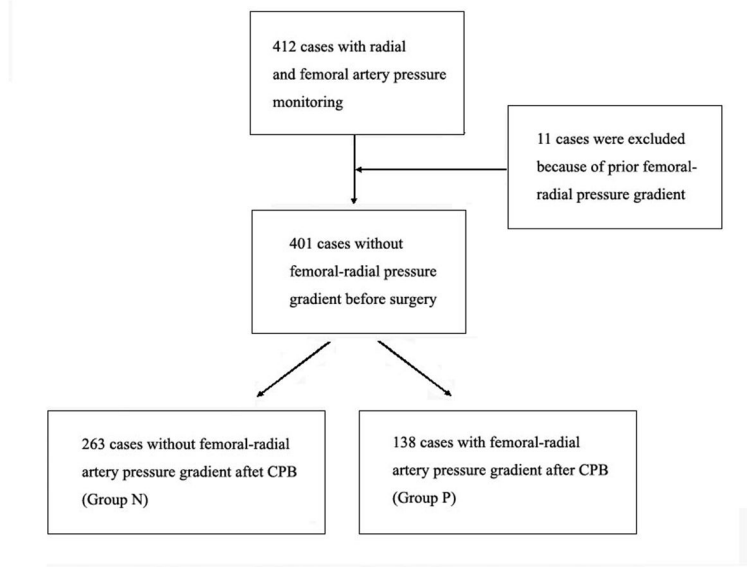 412 cases with radial
and femoral artery pressure
monitoring
11 cases were excluded
because of prior femoral-
radial pressure gradient
401 cases without
femoral-radial pressure
gradient before surgery
263 cases without femoral-radial
artery pressure gradient aftet CPB
(Group N)
138 cases with femoral-radial
artery pressure gradient after CPB
(Group P)